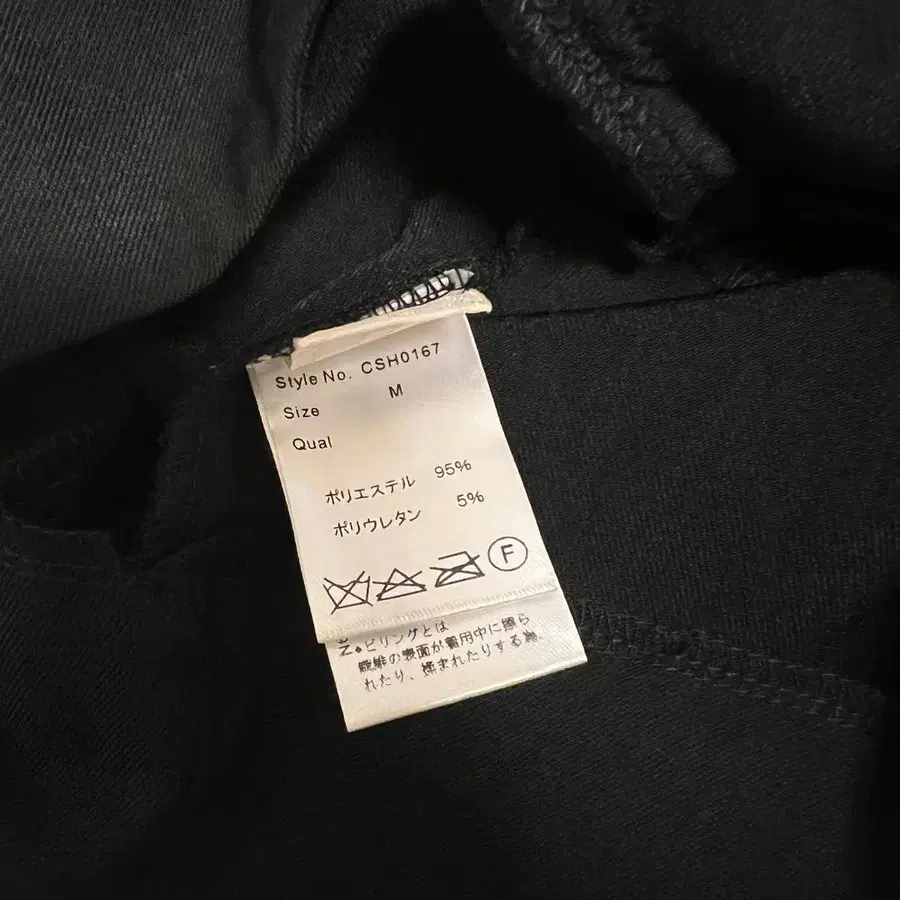 Style No. CSH0167
Size M
Qual
ポリエステル 95%
ポリウレタン 5%
F
◆ピリングとは
繊維の表面が着用中に擦ら
れたり、揉まれたりする為、